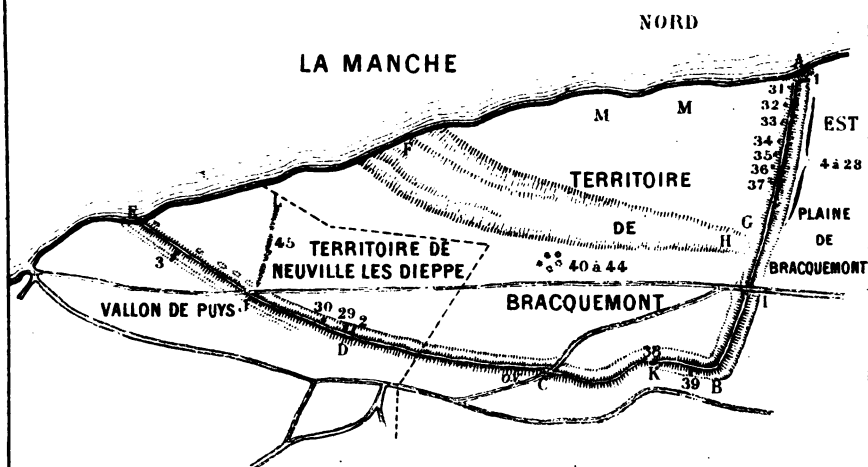 NORD
LA MANCHE
A
1
31
32
M M
33
EST
34
F
35
4 à 28
36
TERRITOIRE
37
E
G
PLAINE
DE
H
DE
45
TERRITOIRE DE
NEUVILLE LES DIEPPE
3
40 à 44
BRACQUEMONT
VALLON DE PUYS
BRACQUEMONT
1
30 29 2
D
38
K
C
39
B